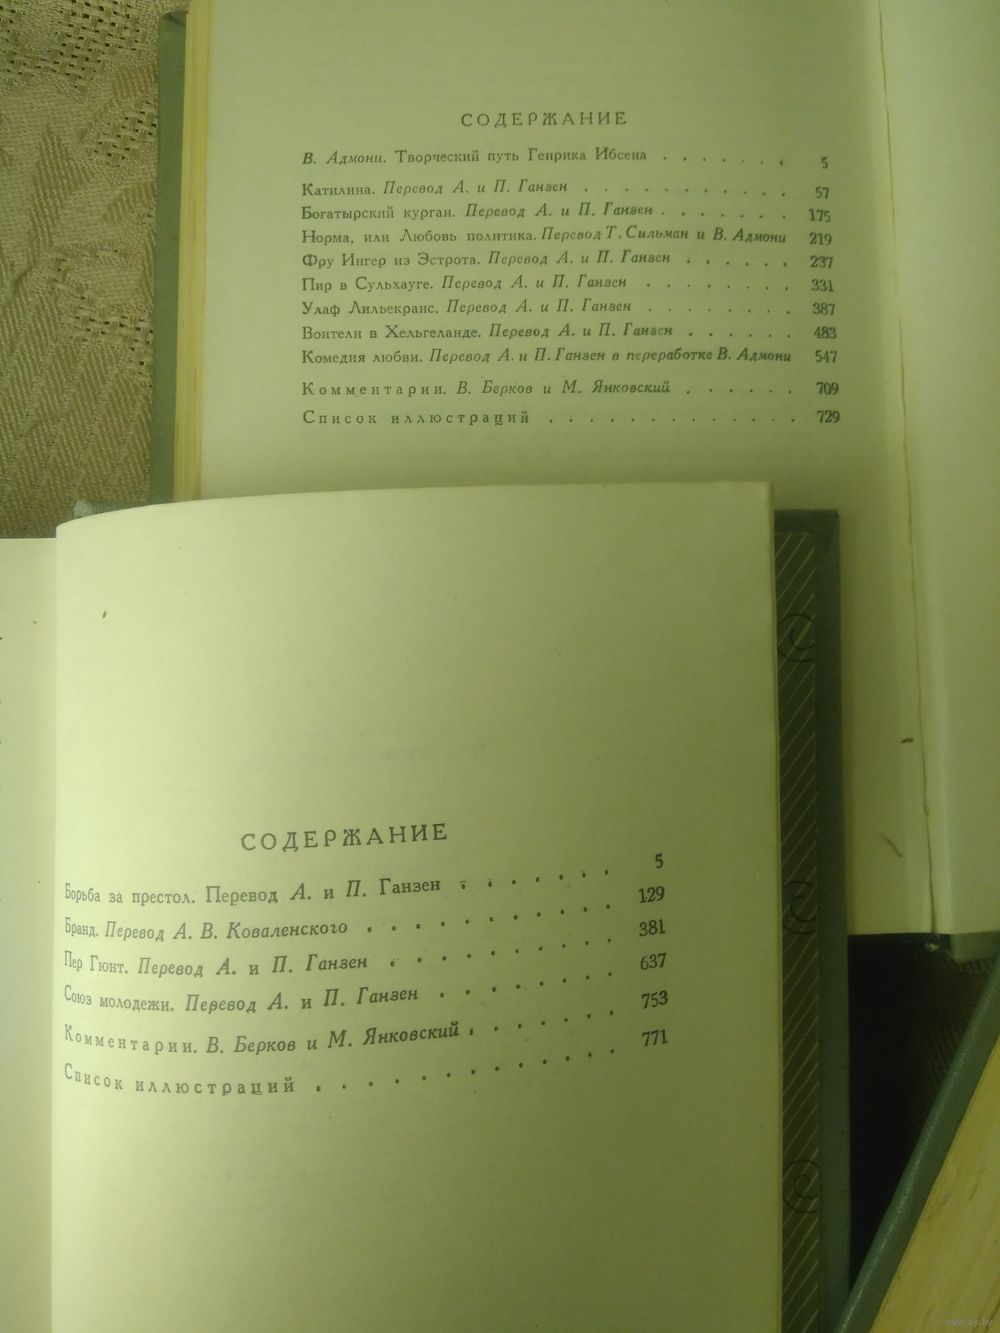 СОДЕРЖАНИЕ
В. Адмони. Творческий путь Генрика Ибсена . . . . . . . 5
Катилина. Перевод А. и П. Ганзен . . . . . . . . . . . 57
Богатырский курган. Перевод А. и П. Ганзен . . . . . . . 175
Норма, или Любовь политика. Перевод Т. Сильман и В. Адмони 219
Фру Ингер из Эстрота. Перевод А. и П. Ганзен . . . . . . 237
Пир в Сульхауге. Перевод А. и П. Ганзен . . . . . . . . 331
Улаф Лильекранс. Перевод А. и П. Ганзен . . . . . . . . 387
Воители в Хельгеланде. Перевод А. и П. Ганзен . . . . . . 483
Комедия любви. Перевод А. и П. Ганзен в переработке В. Адмони 547
Комментарии. В. Берков и М. Янковский . . . . . . 709
Список иллюстраций . . . . . . . . . . . . . 729
СОДЕРЖАНИЕ
Борьба за престол. Перевод А. и П. Ганзен . . . . . . . 5
Бранд. Перевод А. В. Коваленского . . . . . . . . . . 129
Пер Гюнт. Перевод А. и П. Ганзен . . . . . . . . . 381
Союз молодежи. Перевод А. и П. Ганзен . . . . . . . 637
Комментарии. В. Берков и М. Янковский . . . . . . . 753
Список иллюстраций . . . . . . . . . . . . 771
www.ay.by